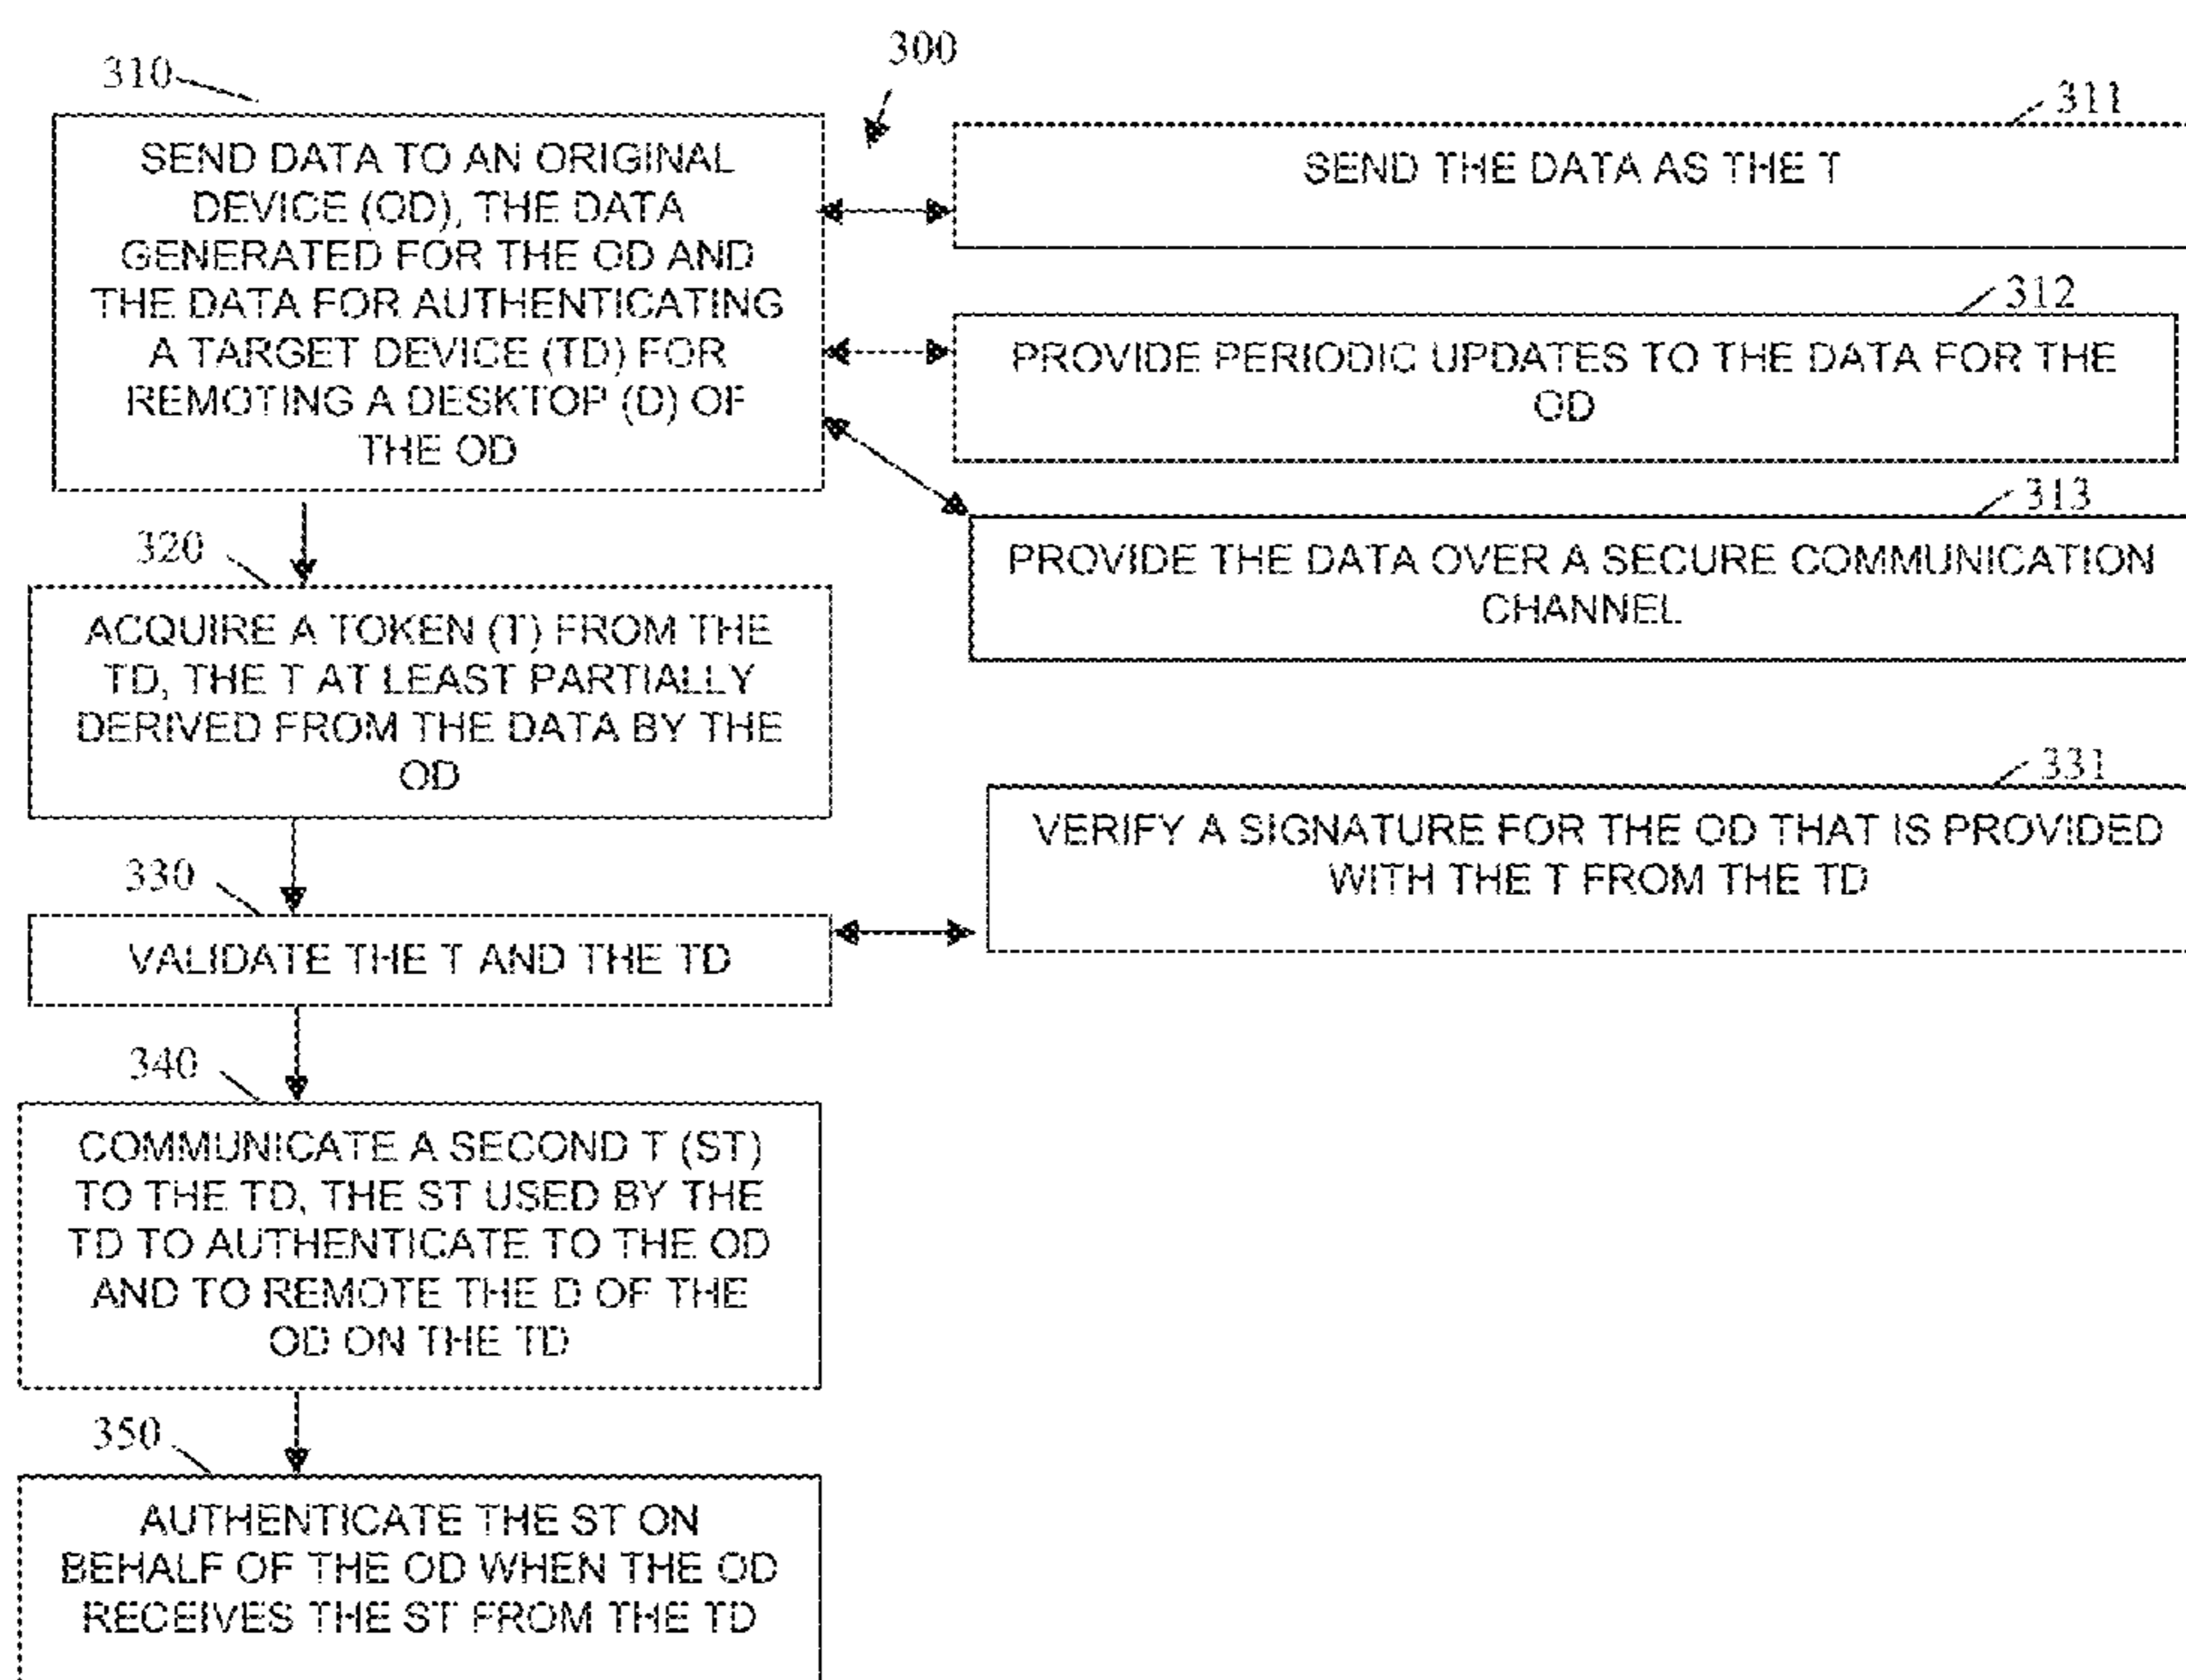 300
310
SEND DATA TO AN ORIGINAL
DEVICE (OD), THE DATA
GENERATED FOR THE OD AND
THE DATA FOR AUTHENTICATING
A TARGET DEVICE (TD) FOR
REMOTING A DESKTOP (D) OF
THE OD
311
SEND THE DATA AS THE T
312
PROVIDE PERIODIC UPDATES TO THE DATA FOR THE
OD
313
PROVIDE THE DATA OVER A SECURE COMMUNICATION
CHANNEL
320
ACQUIRE A TOKEN (T) FROM THE
TD, THE T AT LEAST PARTIALLY
DERIVED FROM THE DATA BY THE
OD
330
VALIDATE THE T AND THE TD
331
VERIFY A SIGNATURE FOR THE OD THAT IS PROVIDED
WITH THE T FROM THE TD
340
COMMUNICATE A SECOND T (ST)
TO THE TD, THE ST USED BY THE
TD TO AUTHENTICATE TO THE OD
AND TO REMOTE THE D OF THE
OD ON THE TD
350
AUTHENTICATE THE ST ON
BEHALF OF THE OD WHEN THE OD
RECEIVES THE ST FROM THE TD